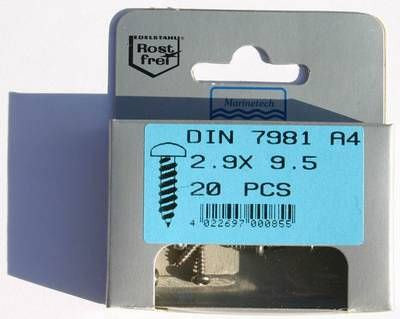 EDELSTAHL
Rost
frei
Marinetech
DIN 7981 A4
2.9X 9.5
20 PCS
4 022697 000855